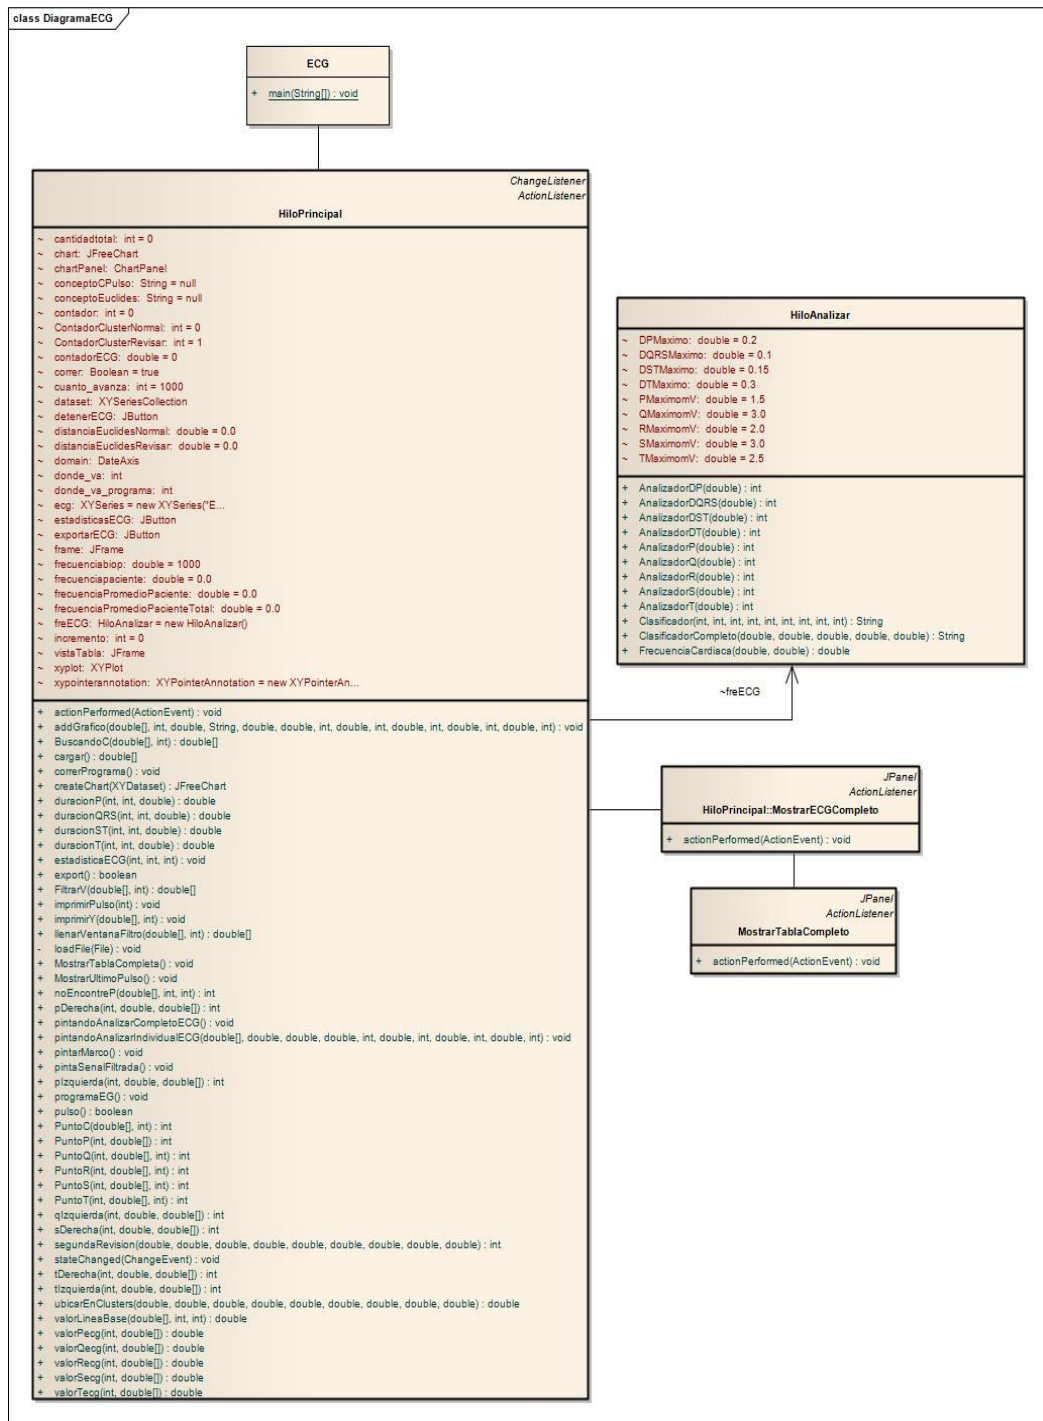 class DiagramaECG
ECG
+ main(String[]) : void
ChangeListener
ActionListener
HiloPrincipal
~ cantidadtotal: int = 0
~ chart: JFreeChart
~ chartPanel: ChartPanel
~ conceptoCPulso: String = null
~ conceptoEuclides: String = null
~ contador: int = 0
~ ContadorClusterNormal: int = 0
~ ContadorClusterRevisar: int = 1
~ contadorECG: double = 0
~ correr: Boolean = true
~ cuanto_avanza: int = 1000
~ dataset: XYSeriesCollection
~ detenerECG: JButton
~ distanciaEuclidesNormal: double = 0.0
~ distanciaEuclidesRevisar: double = 0.0
~ domain: DateAxis
~ donde_va: int
~ donde_va_programa: int
~ ecg: XYSeries = new XYSeries("E...
~ estadisticasECG: JButton
~ exportarECG: JButton
~ frame: JFrame
~ frecuenciabiop: double = 1000
~ frecuenciapaciente: double = 0.0
~ frecuenciaPromedioPaciente: double = 0.0
~ frecuenciaPromedioPacienteTotal: double = 0.0
~ freECG: HiloAnalizar = new HiloAnalizar()
~ incremento: int = 0
~ vistaTabla: JFrame
~ xyplot: XYPlot
~ xypointerannotation: XYPointerAnnotation = new XYPointerAn...
+ actionPerformed(ActionEvent) : void
+ addGrafico(double[], int, double, String, double, double, int, double, int, double, int, double, int, double, int) : void
+ BuscandoC(double[], int) : double[]
+ cargar() : double[]
+ correrPrograma() : void
+ createChart(XYDataset) : JFreeChart
+ duracionP(int, int, double) : double
+ duracionQRS(int, int, double) : double
+ duracionST(int, int, double) : double
+ duracionT(int, int, double) : double
+ estadisticaECG(int, int, int) : void
+ export() : boolean
+ FiltrarV(double[], int) : double[]
+ imprimirPulso(int) : void
+ imprimirY(double[], int) : void
+ llenarVentanaFiltro(double[], int) : double[]
- loadFile(File) : void
+ MostrarTablaCompleta() : void
+ MostrarUltimoPulso() : void
+ noEncontreP(double[], int, int) : int
+ pDerecha(int, double, double[]) : int
+ pintandoAnalizarCompletoECG() : void
+ pintandoAnalizarIndividualECG(double[], double, double, double, int, double, int, double, int, double, int) : void
+ pintarMarco() : void
+ pintaSenalFiltrada() : void
+ pIzquierda(int, double, double[]) : int
+ programaEG() : void
+ pulso() : boolean
+ PuntoC(double[], int) : int
+ PuntoP(int, double[]) : int
+ PuntoQ(int, double[], int) : int
+ PuntoR(int, double[], int) : int
+ PuntoS(int, double[], int) : int
+ PuntoT(int, double[], int) : int
+ qIzquierda(int, double, double[]) : int
+ sDerecha(int, double, double[]) : int
+ segundaRevision(double, double, double, double, double, double, double, double, double) : int
+ stateChanged(ChangeEvent) : void
+ tDerecha(int, double, double[]) : int
+ tIzquierda(int, double, double[]) : int
+ ubicarEnClusters(double, double, double, double, double, double, double, double, double) : double
+ valorLineaBase(double[], int, int) : double
+ valorPecg(int, double[]) : double
+ valorQecg(int, double[]) : double
+ valorRecg(int, double[]) : double
+ valorSecg(int, double[]) : double
+ valorTecg(int, double[]) : double
HiloAnalizar
~ DPMaximo: double = 0.2
~ DQRSMaximo: double = 0.1
~ DSTMaximo: double = 0.15
~ DTMaximo: double = 0.3
~ PMaximomV: double = 1.5
~ QMaximomV: double = 3.0
~ RMaximomV: double = 2.0
~ SMaximomV: double = 3.0
~ TMaximomV: double = 2.5
+ AnalizadorDP(double) : int
+ AnalizadorDQRS(double) : int
+ AnalizadorDST(double) : int
+ AnalizadorDT(double) : int
+ AnalizadorP(double) : int
+ AnalizadorQ(double) : int
+ AnalizadorR(double) : int
+ AnalizadorS(double) : int
+ AnalizadorT(double) : int
+ Clasificador(int, int, int, int, int, int, int, int, int) : String
+ ClasificadorCompleto(double, double, double, double, double) : String
+ FrecuenciaCardiaca(double, double) : double
~freECG
JPanel
ActionListener
HiloPrincipal::MostrarECGCompleto
+ actionPerformed(ActionEvent) : void
JPanel
ActionListener
MostrarTablaCompleto
+ actionPerformed(ActionEvent) : void